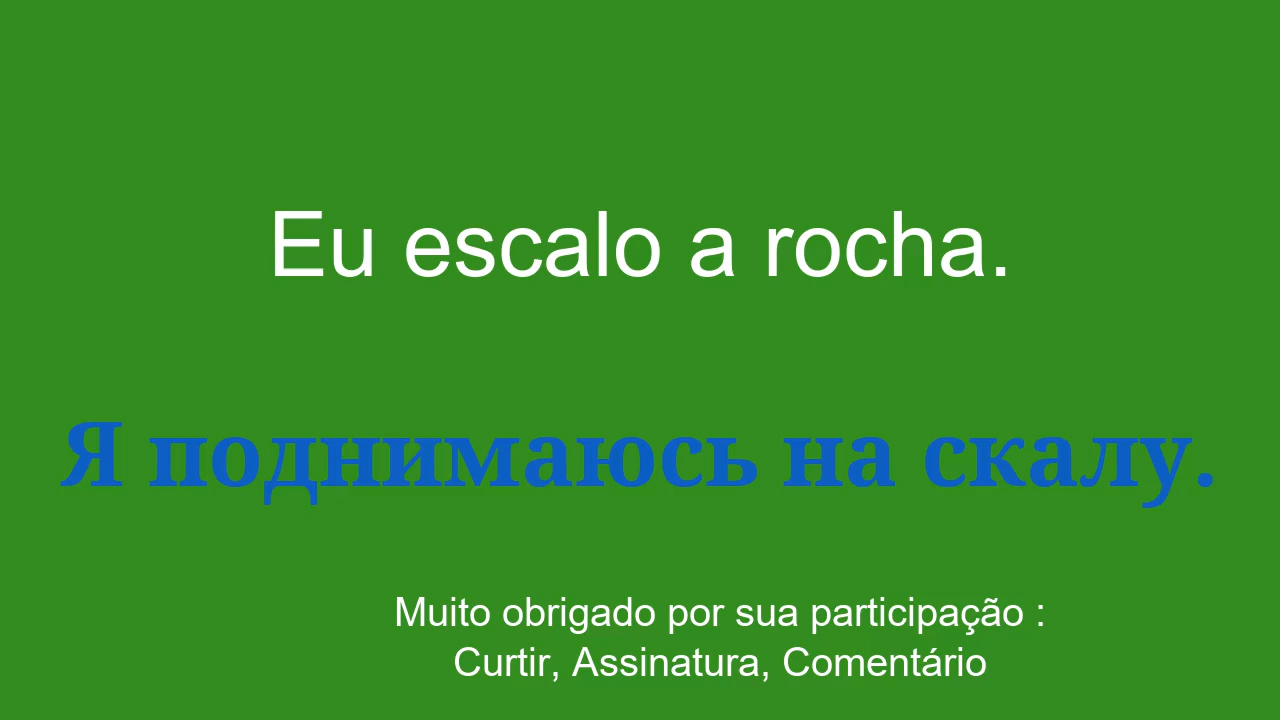 Eu escalo a rocha.
Я поднимаюсь на скалу.
Muito obrigado por sua participação :
Curtir, Assinatura, Comentário